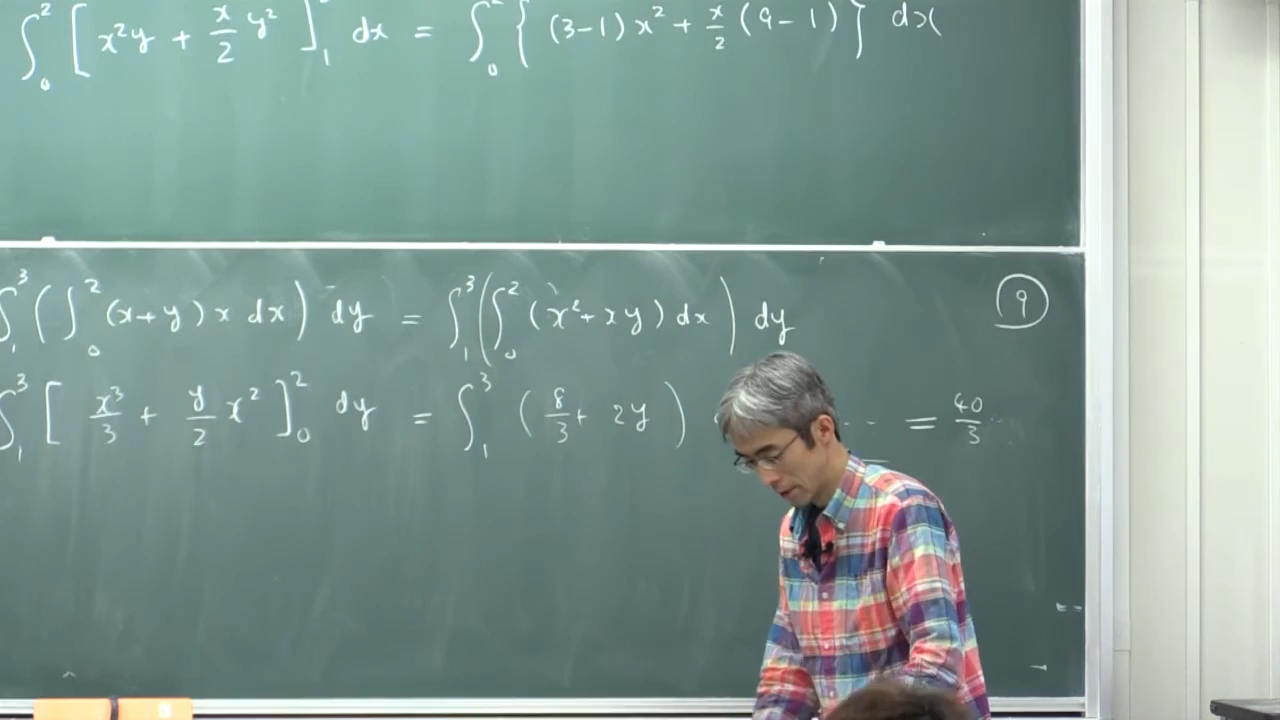 ∫₀² [ x²y + x/2 y² ]₁ dx = ∫₀ { (3-1) x² + x/2 (9-1) } dx
∫₁³ ( ∫₀² (x+y) x dx ) dy = ∫₁³ ( ∫₀² (x² + xy) dx ) dy
⑨
∫₁³ [ x³/3 + y/2 x² ]₀² dy = ∫₁³ ( 8/3 + 2y ) ... = 40/3